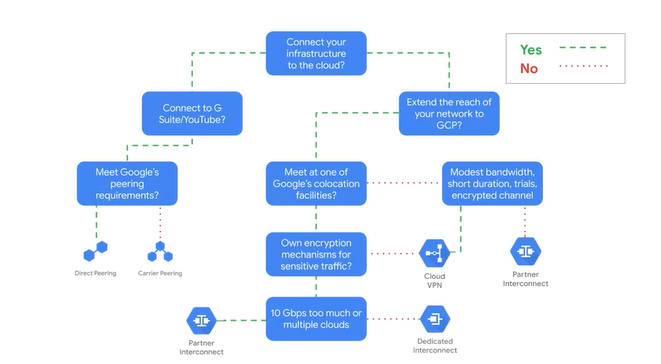 Connect your
infrastructure
to the cloud?
Yes
No
Connect to G
Suite/YouTube?
Extend the reach of
your network to
GCP?
Meet Google's
peering
requirements?
Meet at one of
Google's colocation
facilities?
Modest bandwidth,
short duration, trials,
encrypted channel
Direct Peering
Carrier Peering
Own encryption
mechanisms for
sensitive traffic?
Cloud
VPN
Partner
Interconnect
Partner
Interconnect
10 Gbps too much or
multiple clouds
Dedicated
Interconnect